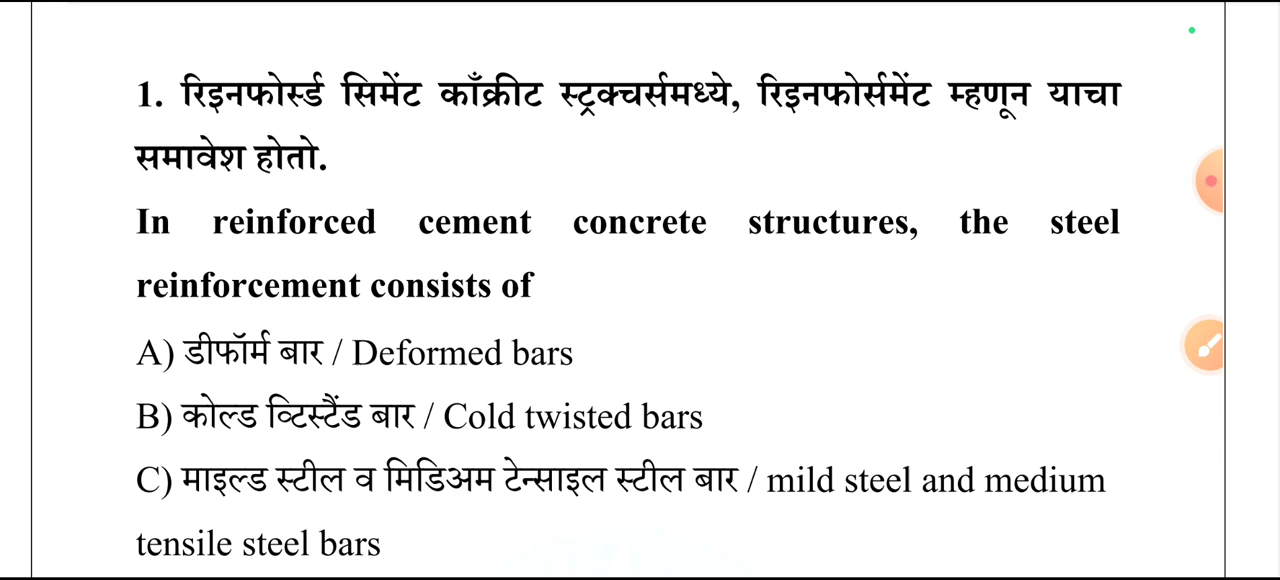 1. रिइनफोर्स्ड सिमेंट काँक्रीट स्ट्रक्चर्समध्ये, रिइनफोर्समेंट म्हणून याचा
समावेश होतो.
In reinforced cement concrete structures, the steel
reinforcement consists of
A) डीफॉर्म बार / Deformed bars
B) कोल्ड व्टिस्टैंड बार / Cold twisted bars
C) माइल्ड स्टील व मिडिअम टेन्साइल स्टील बार / mild steel and medium
tensile steel bars